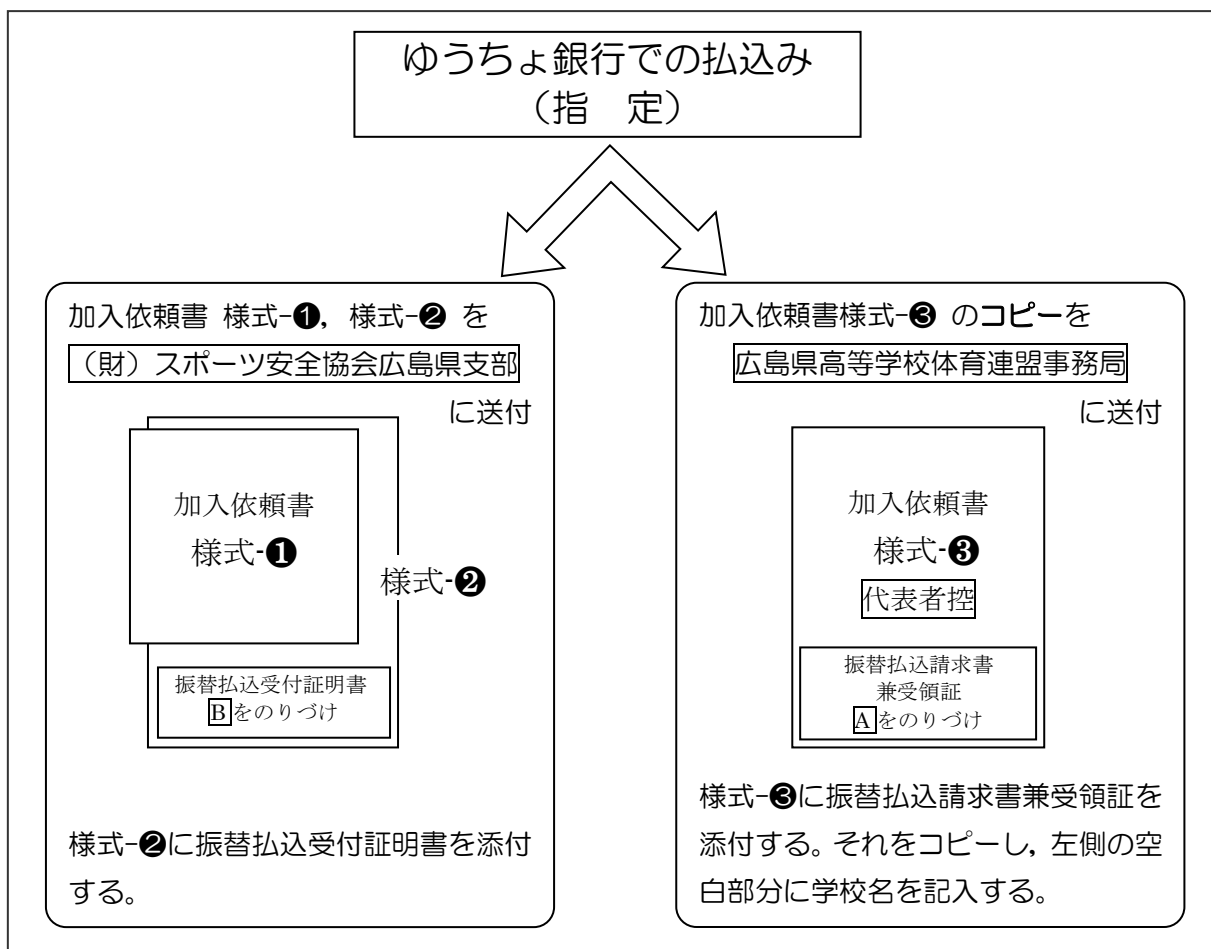 ゆうちょ銀行での払込み
（指　定）
加入依頼書 様式-❶，様式-❷ を
（財）スポーツ安全協会広島県支部
に送付
加入依頼書
様式-❶
様式-❷
振替払込受付証明書
Bをのりづけ
様式-❷に振替払込受付証明書を添付
する。
加入依頼書様式-❸ のコピーを
広島県高等学校体育連盟事務局
に送付
加入依頼書
様式-❸
代表者控
振替払込請求書
兼受領証
Aをのりづけ
様式-❸に振替払込請求書兼受領証を
添付する。それをコピーし，左側の空
白部分に学校名を記入する。